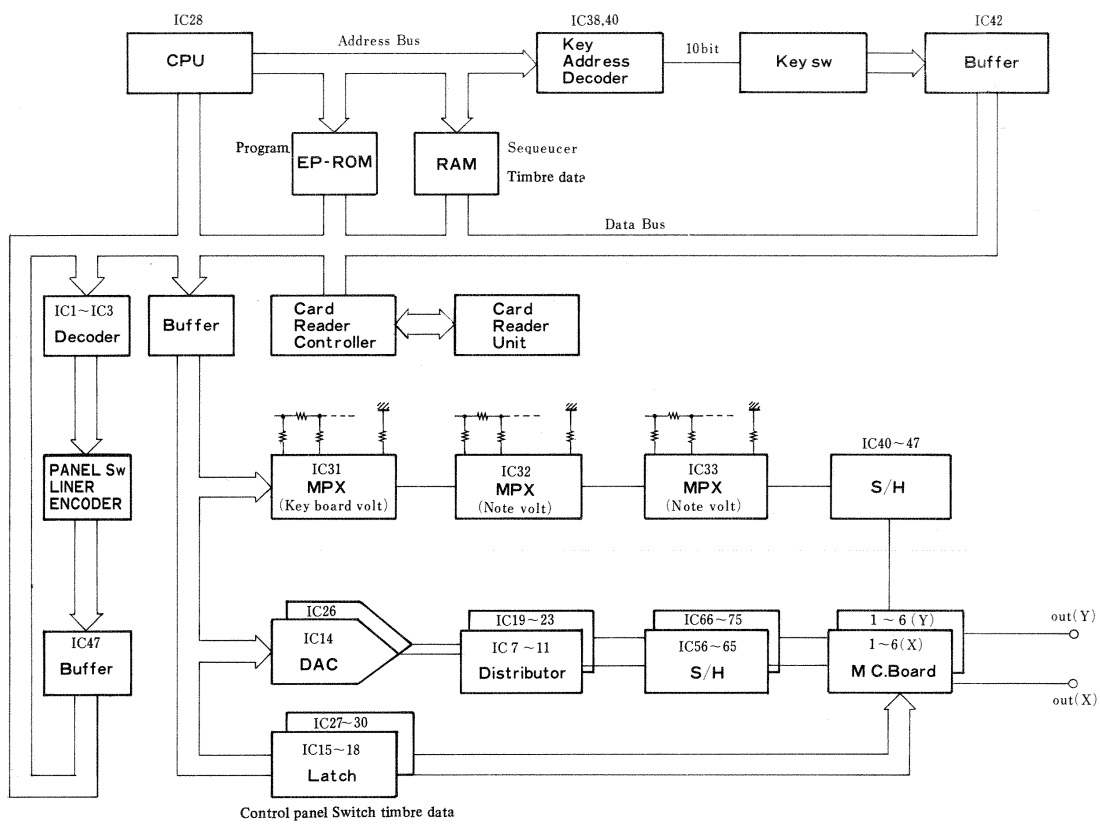 IC28
CPU
Address Bus
IC38,40
Key
Address
Decoder
10bit
Key sw
IC42
Buffer
Program
EP-ROM
RAM
Sequeucer
Timbre data
Data Bus
IC1~IC3
Decoder
Buffer
Card
Reader
Controller
Card
Reader
Unit
PANEL Sw
LINER
ENCODER
IC31
MPX
(Key board volt)
IC32
MPX
(Note volt)
IC33
MPX
(Note volt)
IC40~47
S/H
IC47
Buffer
IC26
IC14
DAC
IC19~23
IC 7 ~11
Distributor
IC66~75
IC56~65
S/H
1 ~ 6 (Y)
1~6(X)
M C.Board
out(Y)
out(X)
IC27~30
IC15~18
Latch
Control panel Switch timbre data